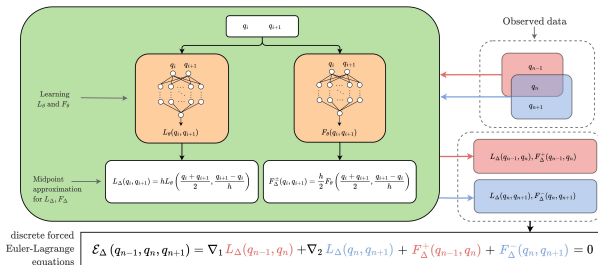 q_i q_{i+1}
Observed data
q_i q_{i+1}
q_i q_{i+1}
q_{n-1}
q_n
q_{n+1}
Learning
L_θ and F_θ
L_θ(q_i, q_{i+1})
F_θ(q_i, q_{i+1})
L_Δ(q_{n-1}, q_n), F_Δ^+(q_{n-1}, q_n)
Midpoint
approximation
for L_Δ, F_Δ
L_Δ(q_i, q_{i+1}) = hL_θ((q_i + q_{i+1})/2, (q_{i+1} − q_i)/h)
F_Δ^±(q_i, q_{i+1}) = h/2 F_θ((q_i + q_{i+1})/2, (q_{i+1} − q_i)/h)
L_Δ(q_n, q_{n+1}), F_Δ^-(q_n, q_{n+1})
discrete forced
Euler-Lagrange
equations
ℰ_Δ(q_{n-1}, q_n, q_{n+1}) = ∇_1 L_Δ(q_{n-1}, q_n) + ∇_2 L_Δ(q_n, q_{n+1}) + F_Δ^+(q_{n-1}, q_n) + F_Δ^-(q_n, q_{n+1}) = 0